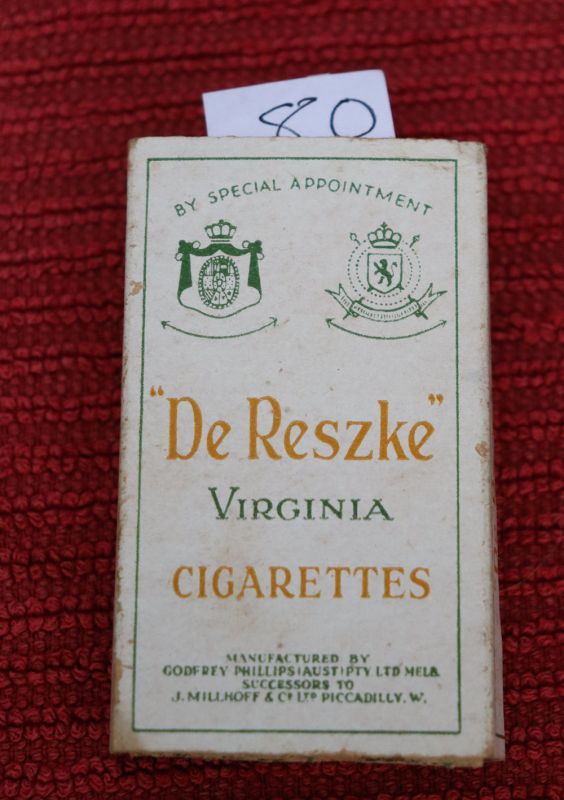 80
BY SPECIAL APPOINTMENT
"De Reszke"
VIRGINIA
CIGARETTES
MANUFACTURED BY
GODFREY PHILLIPS (AUST) PTY LTD MELB.
SUCCESSORS TO
J. MILLHOFF & Cº LTD PICCADILLY. W.